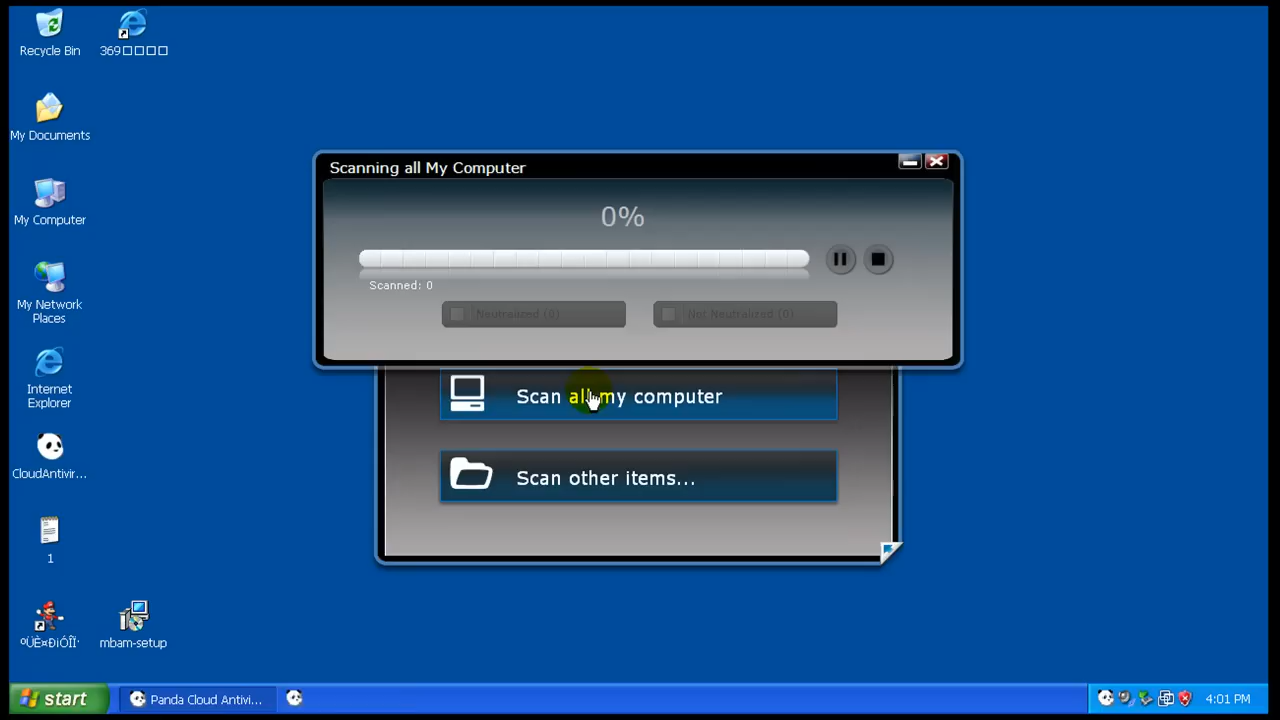 Recycle Bin
369□□□□
My Documents
My Computer
My Network
Places
Internet
Explorer
CloudAntivir...
1
ºÜÈ¤ÐíÓÎÏ·
mbam-setup
Scanning all My Computer
0%
Scanned: 0
Neutralized (0)
Not Neutralized (0)
Scan all my computer
Scan other items...
start
Panda Cloud Antivi...
4:01 PM